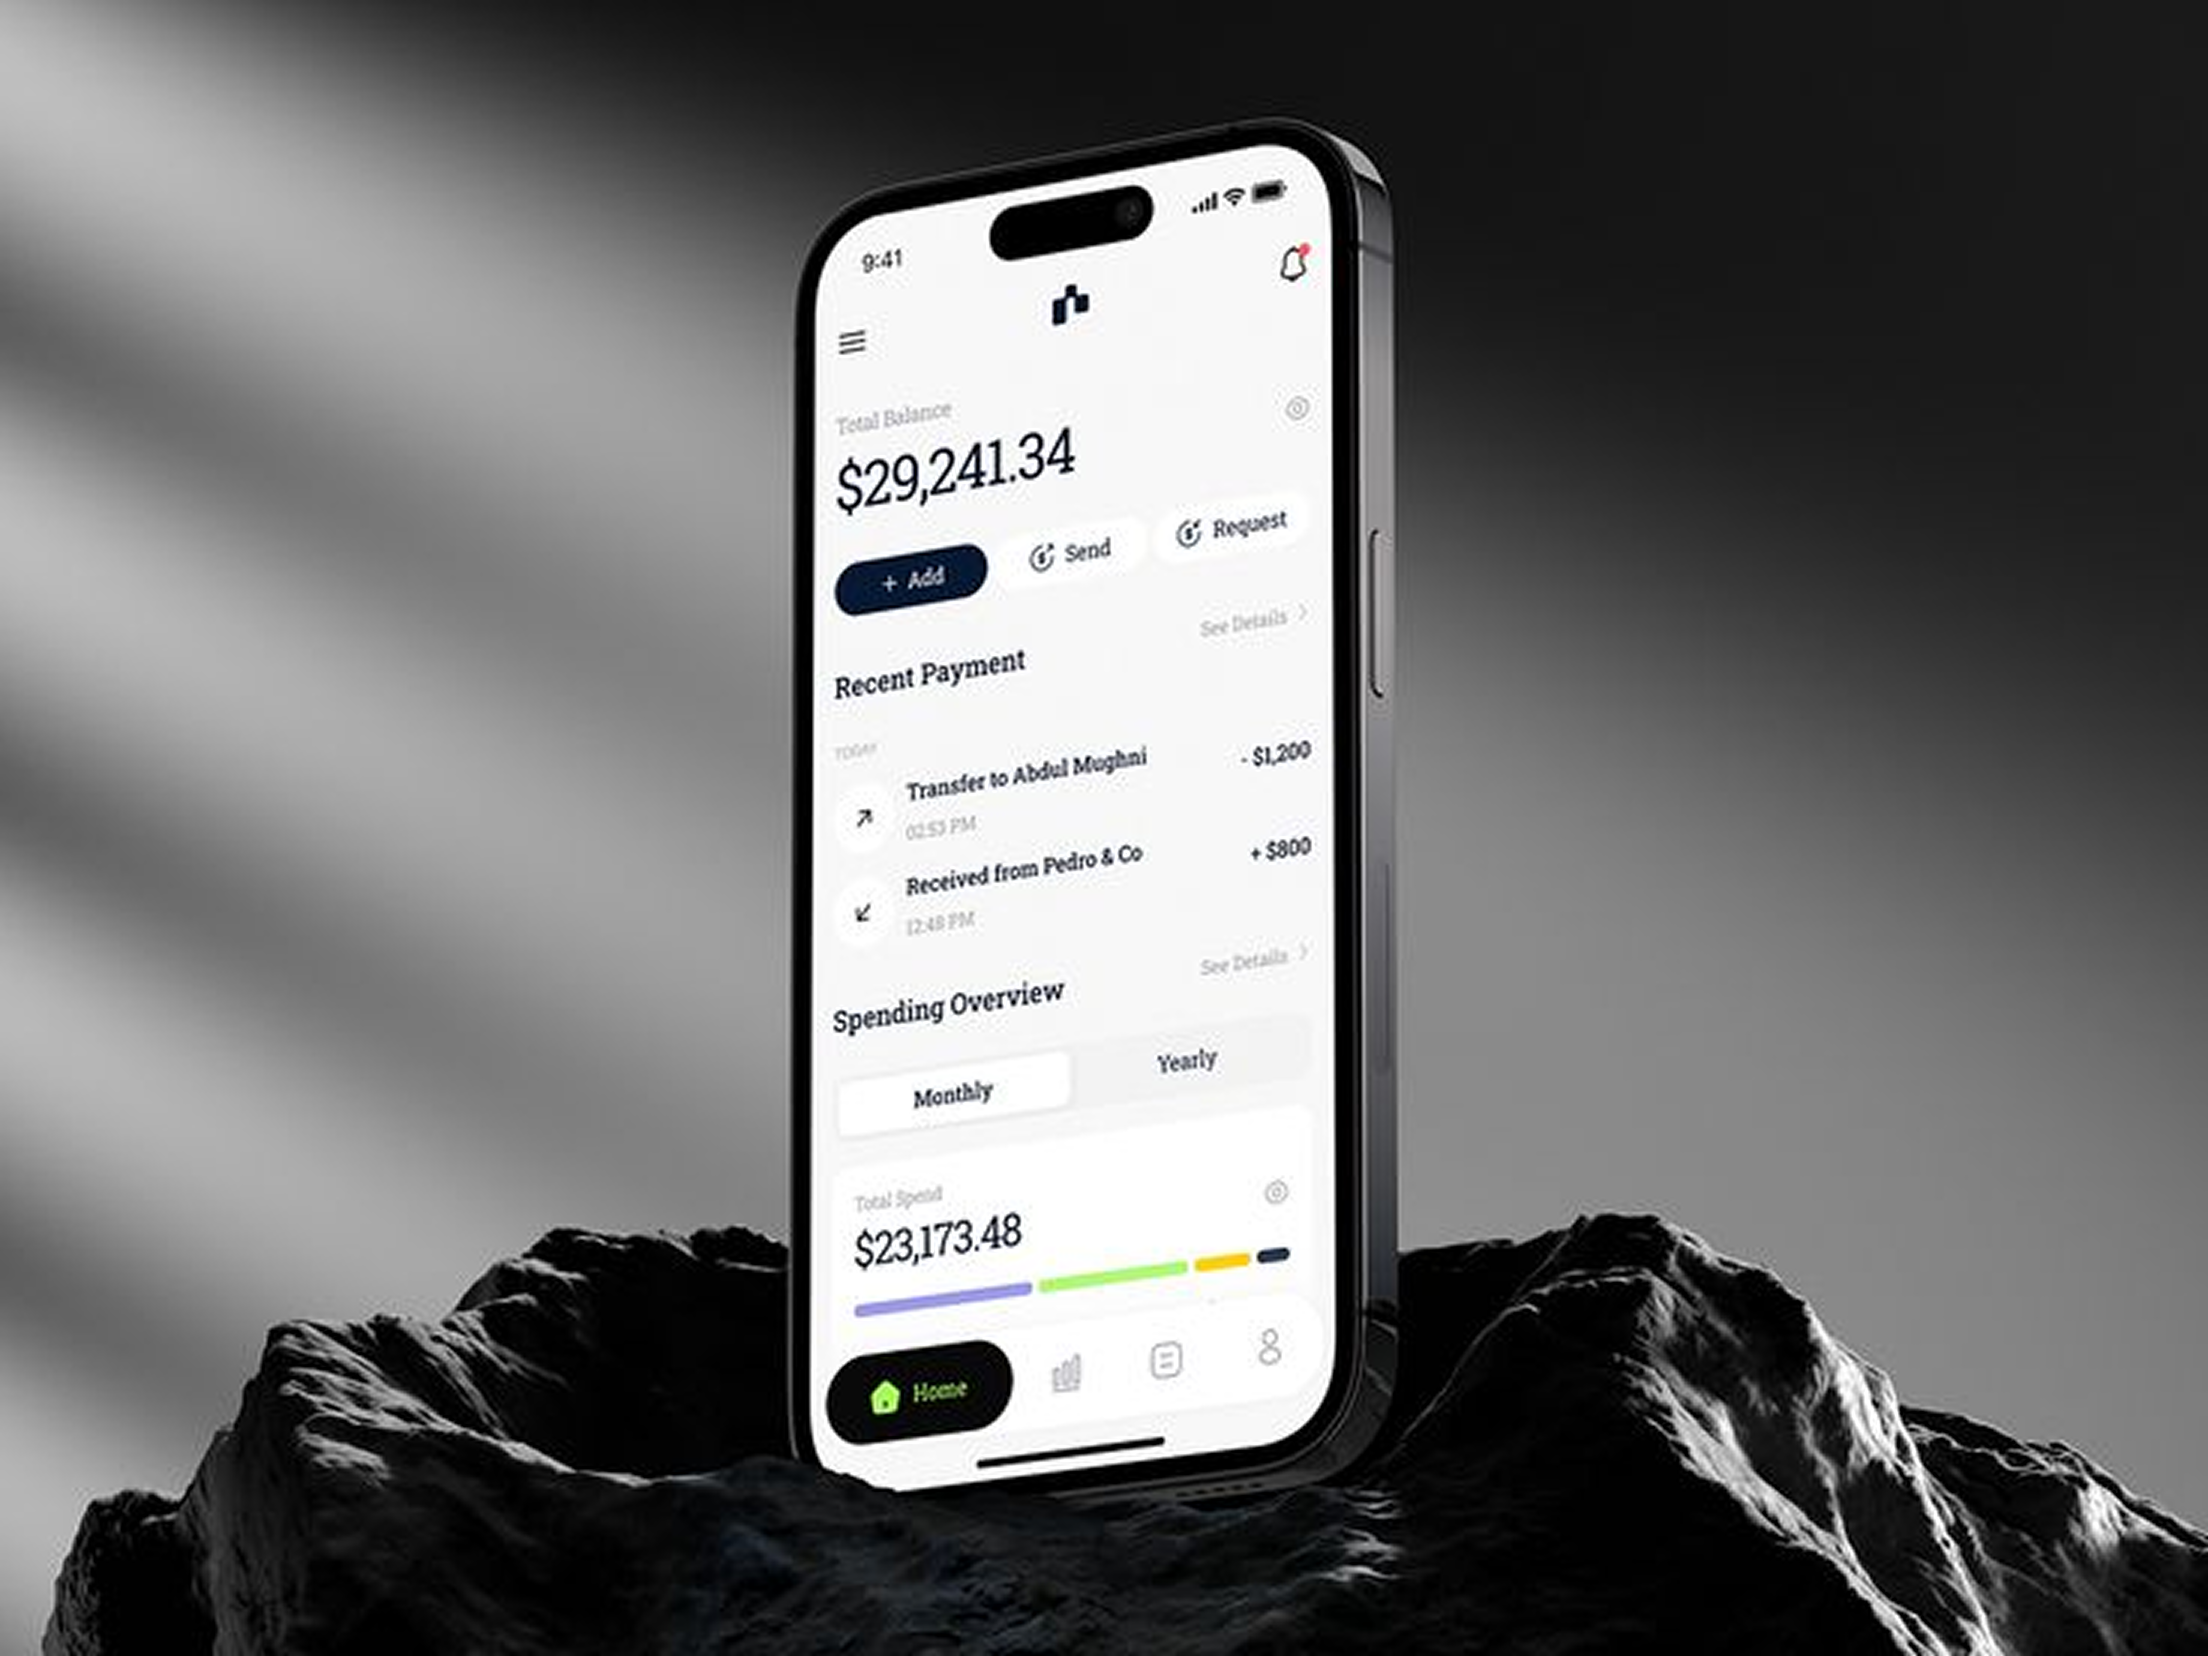 9:41
Total Balance
$29,241.34
+ Add
Send
Request
Recent Payment
See Details >
TODAY
Transfer to Abdul Mughni
- $1,200
02:53 PM
Received from Pedro & Co
+ $800
12:48 PM
Spending Overview
See Details >
Monthly
Yearly
Total Spend
$23,173.48
Home